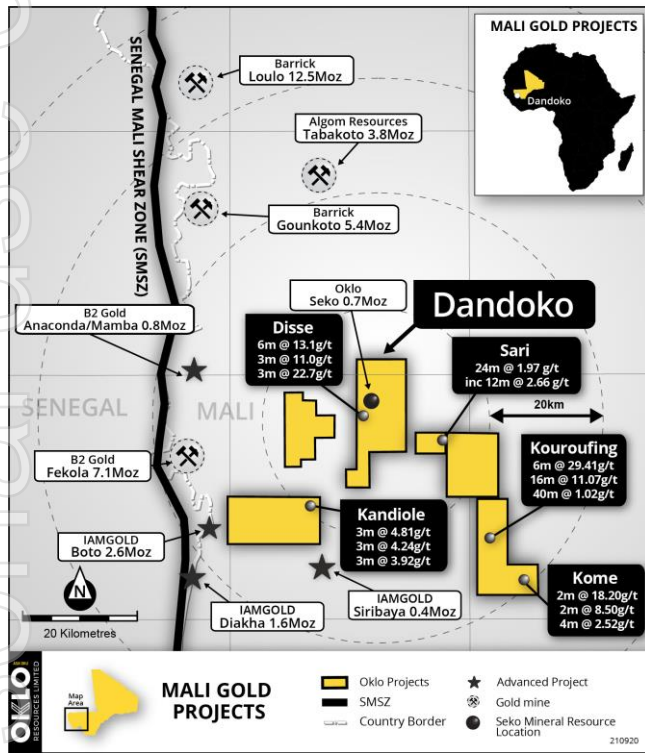 MALI GOLD PROJECTS
Dandoko
SENEGAL MALI SHEAR ZONE (SMSZ)
Barrick
Loulo 12.5Moz
Algom Resources
Tabakoto 3.8Moz
Barrick
Gounkoto 5.4Moz
B2 Gold
Anaconda/Mamba 0.8Moz
Oklo
Seko 0.7Moz
Dandoko
Disse
6m @ 13.1g/t
3m @ 11.0g/t
3m @ 22.7g/t
Sari
24m @ 1.97 g/t
inc 12m @ 2.66 g/t
SENEGAL
MALI
20km
B2 Gold
Fekola 7.1Moz
Kouroufing
6m @ 29.41g/t
16m @ 11.07g/t
40m @ 1.02g/t
Kandiole
3m @ 4.81g/t
3m @ 4.24g/t
3m @ 3.92g/t
IAMGOLD
Boto 2.6Moz
IAMGOLD
Diakha 1.6Moz
IAMGOLD
Siribaya 0.4Moz
Kome
2m @ 18.20g/t
2m @ 8.50g/t
4m @ 2.52g/t
N
20 Kilometres
OKLO
RESOURCES LIMITED
Map
Area
MALI GOLD
PROJECTS
Oklo Projects
SMSZ
Country Border
Advanced Project
Gold mine
Seko Mineral Resource
Location
210920